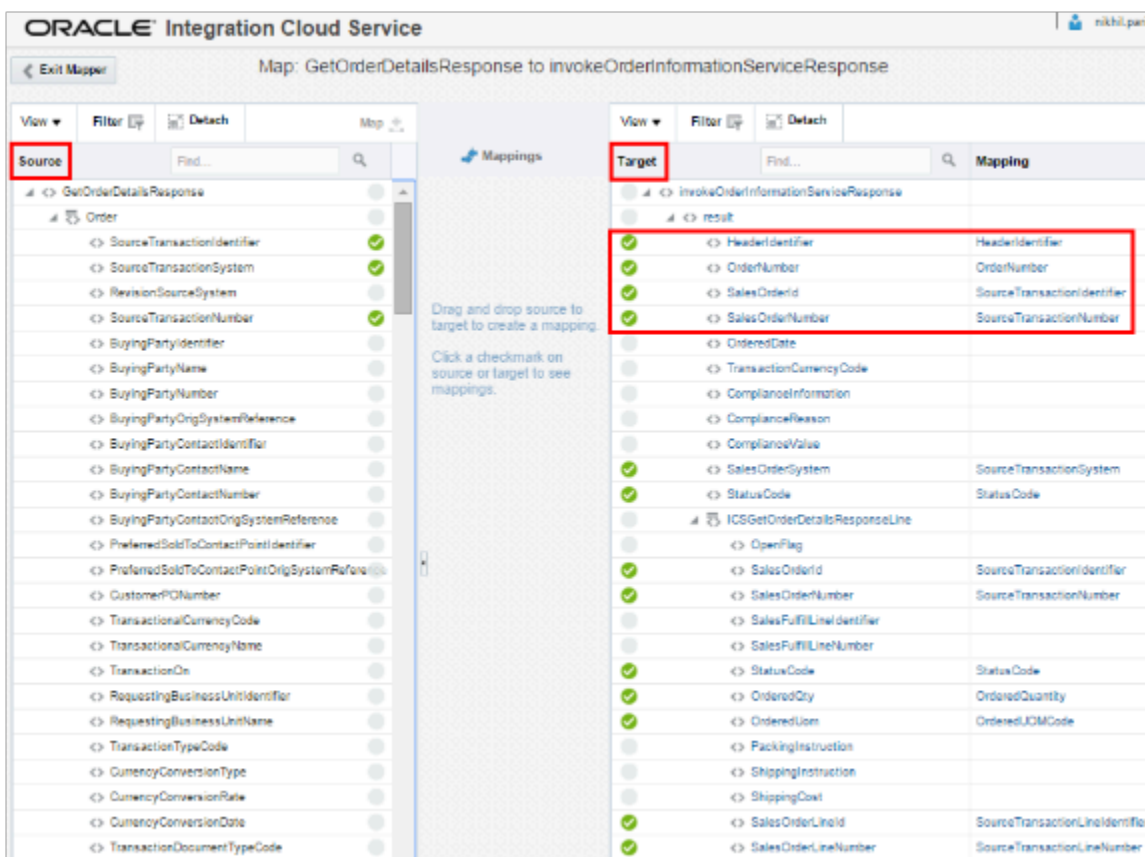 ORACLE Integration Cloud Service
nikhil.par
Exit Mapper
Map: GetOrderDetailsResponse to invokeOrderInformationServiceResponse
View Filter Detach Map
Source Find...
GetOrderDetailsResponse
Order
SourceTransactionIdentifier
SourceTransactionSystem
RevisionSourceSystem
SourceTransactionNumber
BuyingPartyIdentifier
BuyingPartyName
BuyingPartyNumber
BuyingPartyOrigSystemReference
BuyingPartyContactIdentifier
BuyingPartyContactName
BuyingPartyContactNumber
BuyingPartyContactOrigSystemReference
PreferredSoldToContactPointIdentifier
PreferredSoldToContactPointOrigSystemReference
CustomerPONumber
TransactionalCurrencyCode
TransactionalCurrencyName
TransactionOn
RequestingBusinessUnitIdentifier
RequestingBusinessUnitName
TransactionTypeCode
CurrencyConversionType
CurrencyConversionRate
CurrencyConversionDate
TransactionDocumentTypeCode
Mappings
Drag and drop source to
target to create a mapping.
Click a checkmark on
source or target to see
mappings.
View Filter Detach
Target Find... Mapping
invokeOrderInformationServiceResponse
result
HeaderIdentifier HeaderIdentifier
OrderNumber OrderNumber
SalesOrderId SourceTransactionIdentifier
SalesOrderNumber SourceTransactionNumber
OrderedDate
TransactionCurrencyCode
ComplianceInformation
ComplianceReason
ComplianceValue
SalesOrderSystem SourceTransactionSystem
StatusCode StatusCode
ICSGetOrderDetailsResponseLine
OpenFlag
SalesOrderId SourceTransactionIdentifier
SalesOrderNumber SourceTransactionNumber
SalesFulfillLineIdentifier
SalesFulfillLineNumber
StatusCode StatusCode
OrderedQty OrderedQuantity
OrderedUom OrderedUOMCode
PackingInstruction
ShippingInstruction
ShippingCost
SalesOrderLineId SourceTransactionLineIdentifie
SalesOrderLineNumber SourceTransactionLineNumber